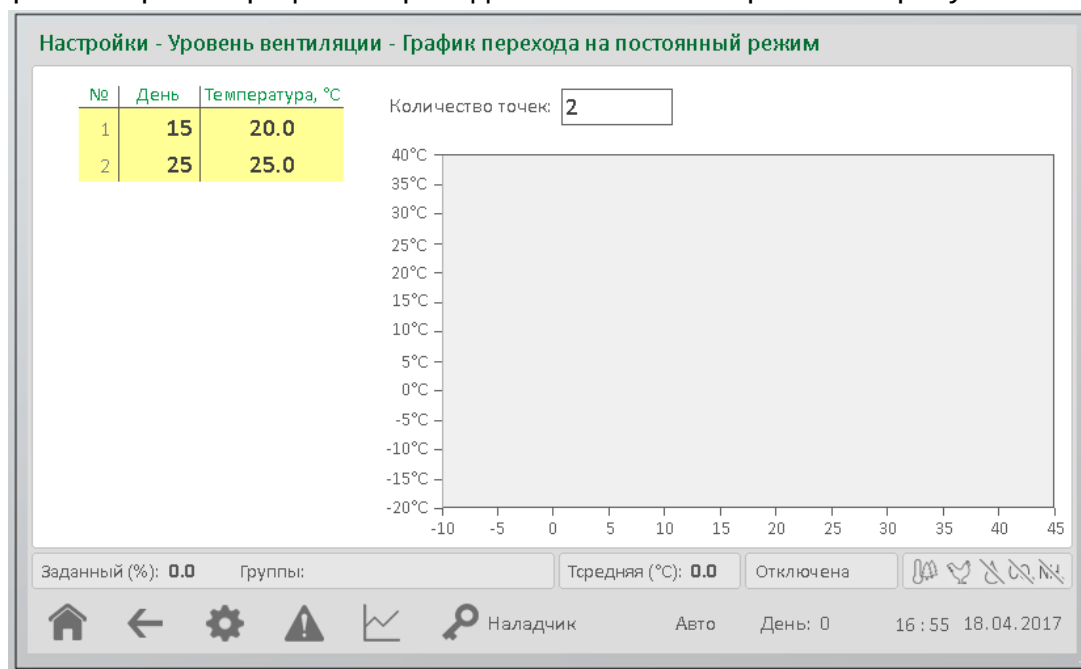 Настройки - Уровень вентиляции - График перехода на постоянный режим
№ День Температура, °C
1 15 20.0
2 25 25.0
Количество точек: 2
40°C
35°C
30°C
25°C
20°C
15°C
10°C
5°C
0°C
-5°C
-10°C
-15°C
-20°C
-10 -5 0 5 10 15 20 25 30 35 40 45
Заданный (%): 0.0 Группы: Tсредняя (°C): 0.0 Отключена
Наладчик Авто День: 0 16:55 18.04.2017